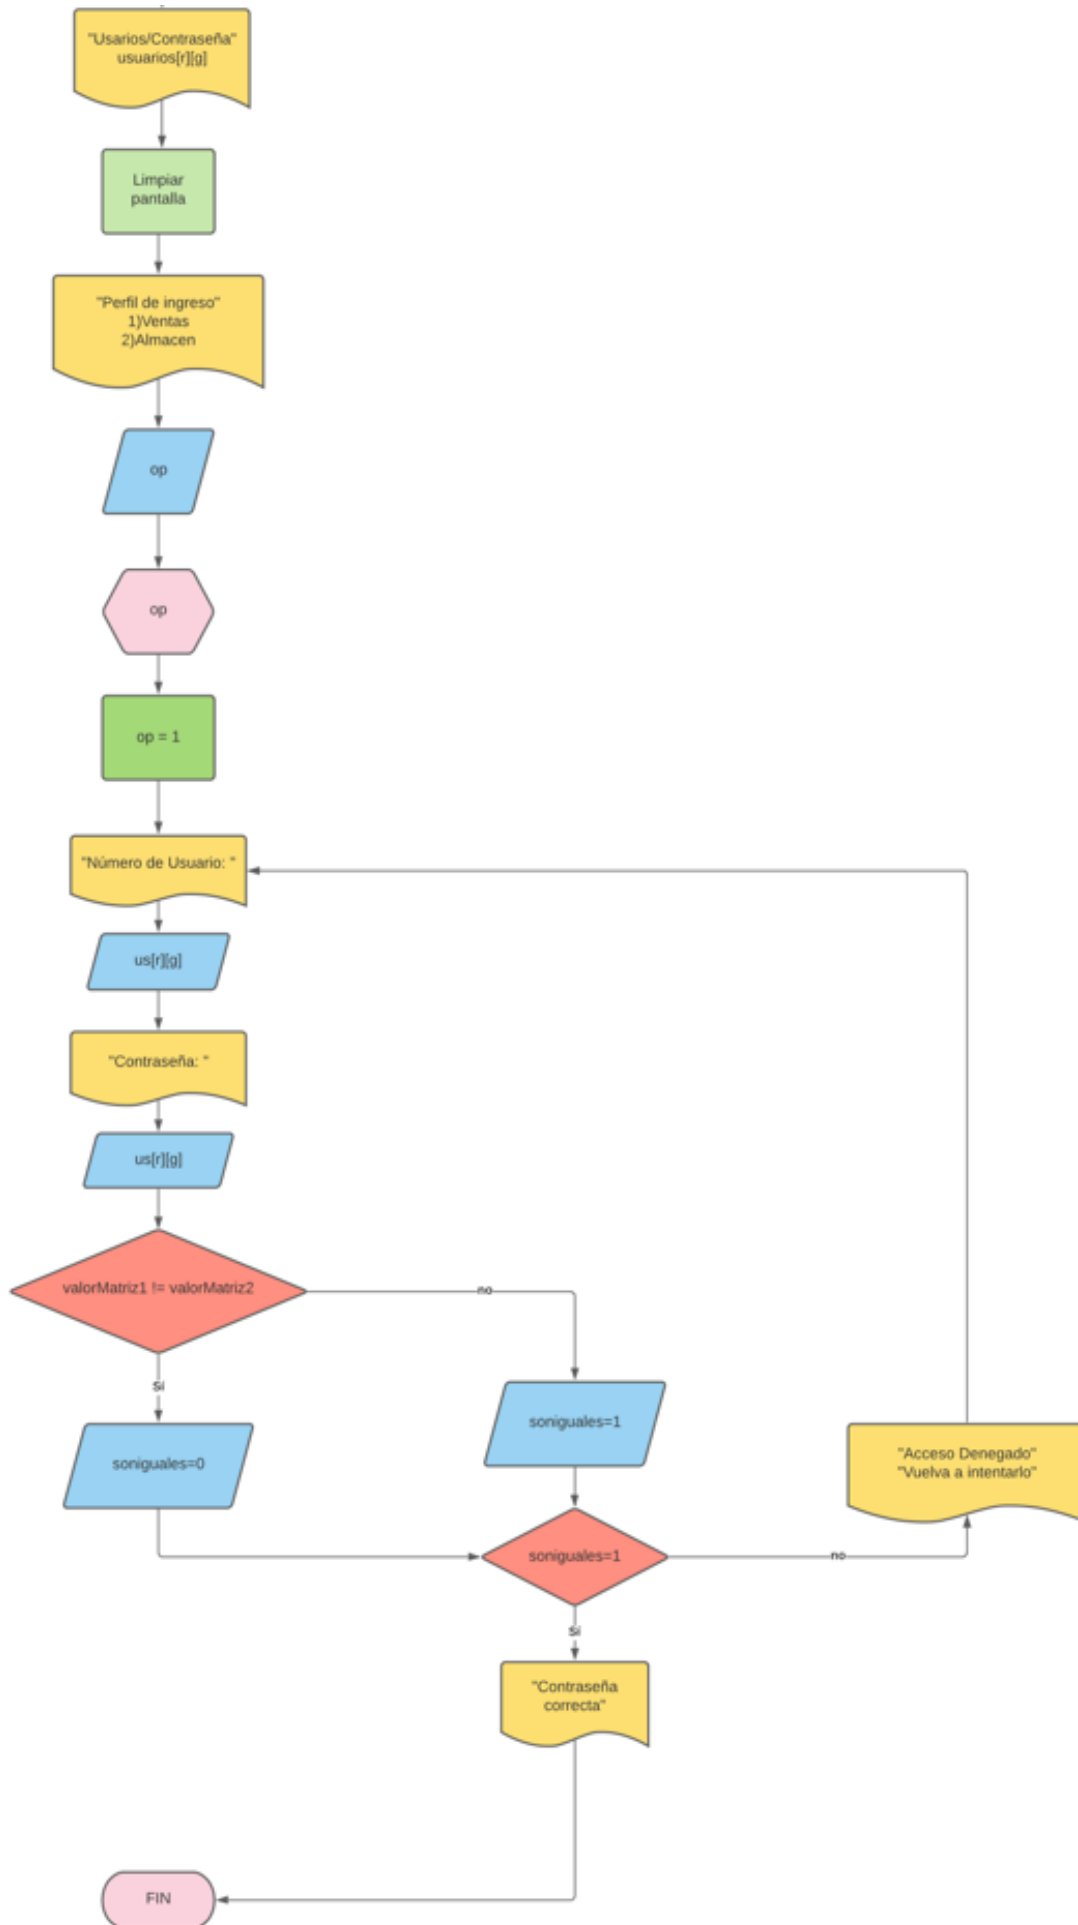 "Usarios/Contraseña"
usuarios[r][g]
Limpiar
pantalla
"Perfil de ingreso"
1)Ventas
2)Almacen
op
op
op = 1
"Número de Usuario: "
us[r][g]
"Contraseña: "
us[r][g]
valorMatriz1 != valorMatriz2
no
Si
soniguales=1
soniguales=0
"Acceso Denegado"
"Vuelva a intentarlo"
soniguales=1
no
Si
"Contraseña
correcta"
FIN